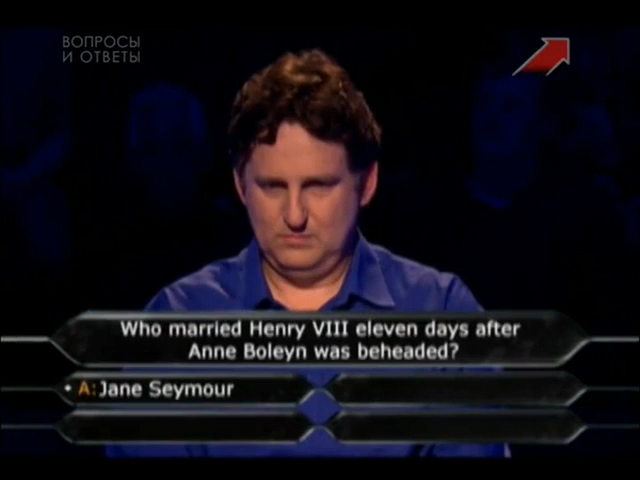 ВОПРОСЫ
И ОТВЕТЫ
Who married Henry VIII eleven days after
Anne Boleyn was beheaded?
• A: Jane Seymour